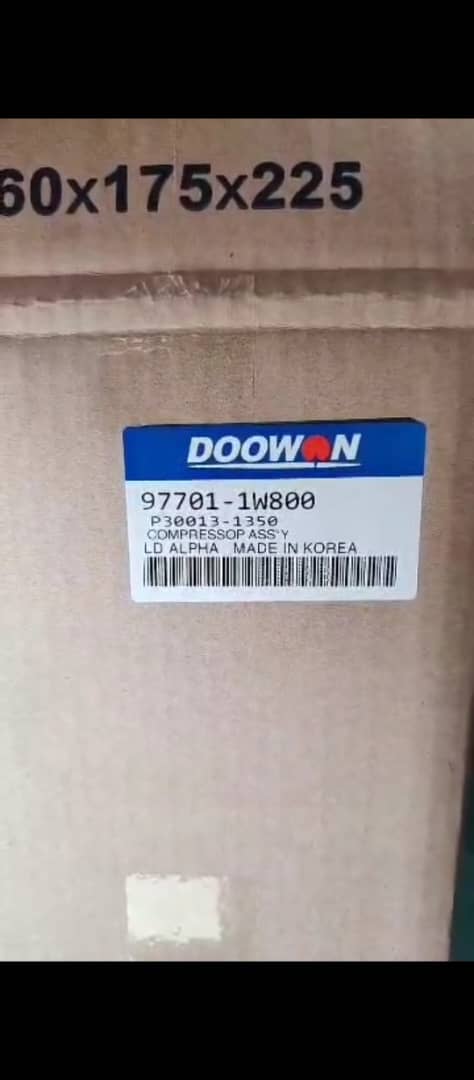 60x175x225
DOOWON
97701-1W800
P30013-1350
COMPRESSOP ASS'Y
LD ALPHA MADE IN KOREA